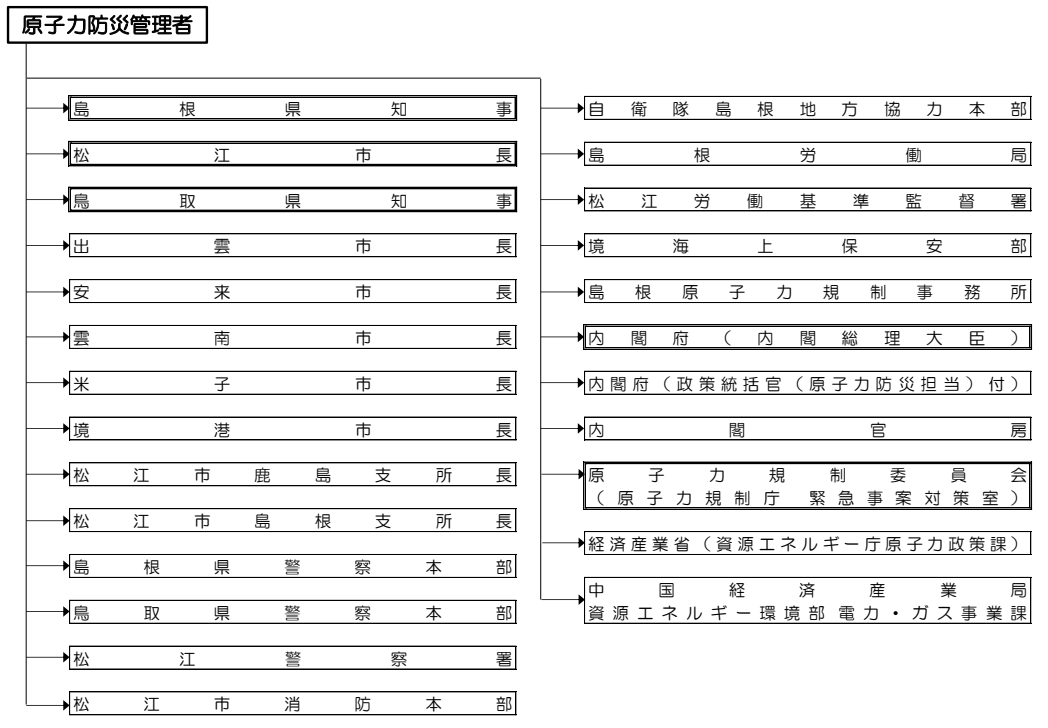 原子力防災管理者
島根県知事
松江市長
鳥取県知事
出雲市長
安来市長
雲南市長
米子市長
境港市長
松江市鹿島支所長
松江市島根支所長
島根県警察本部
鳥取県警察本部
松江警察署
松江市消防本部
自衛隊島根地方協力本部
島根労働局
松江労働基準監督署
境海上保安部
島根原子力規制事務所
内閣府（内閣総理大臣）
内閣府（政策統括官（原子力防災担当）付）
内閣官房
原子力規制委員会
（原子力規制庁 緊急事案対策室）
経済産業省（資源エネルギー庁原子力政策課）
中国経済産業局
資源エネルギー環境部 電力・ガス事業課